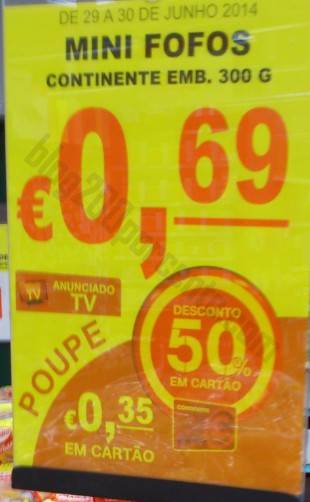 DE 29 A 30 DE JUNHO 2014
MINI FOFOS
CONTINENTE EMB. 300 G
€0,69
TV
ANUNCIADO
TV
POUPE
DESCONTO
50%
EM CARTÃO
€0,35
EM CARTÃO